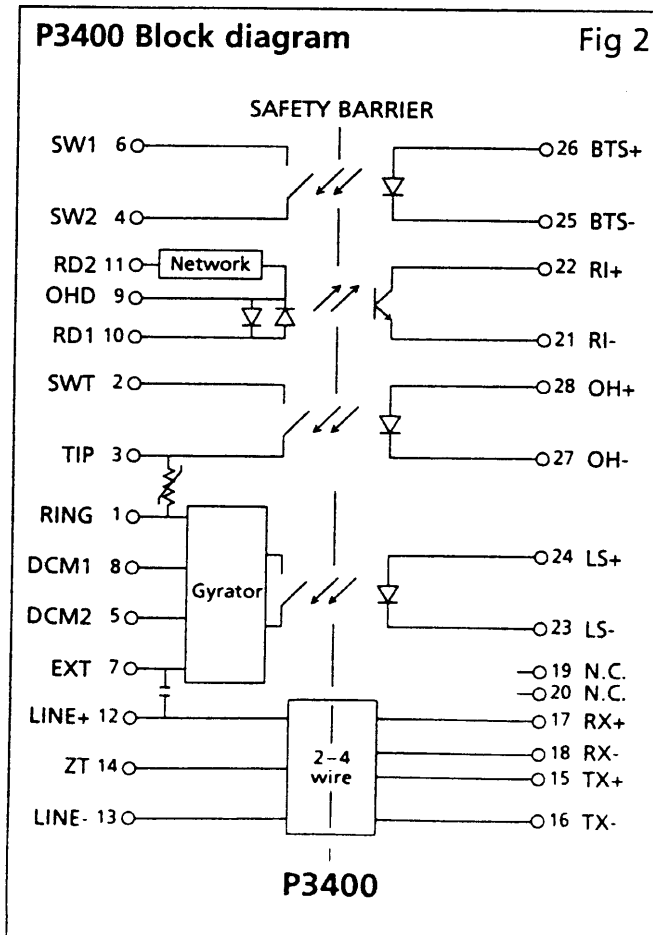 P3400 Block diagram Fig 2
SAFETY BARRIER
SW1 6 26 BTS+
SW2 4 25 BTS-
RD2 11 Network 22 RI+
OHD 9
RD1 10 21 RI-
SWT 2 28 OH+
TIP 3 27 OH-
RING 1
DCM1 8 Gyrator 24 LS+
DCM2 5 23 LS-
EXT 7 19 N.C.
20 N.C.
LINE+ 12 17 RX+
2-4 wire 18 RX-
ZT 14 15 TX+
LINE- 13 16 TX-
P3400